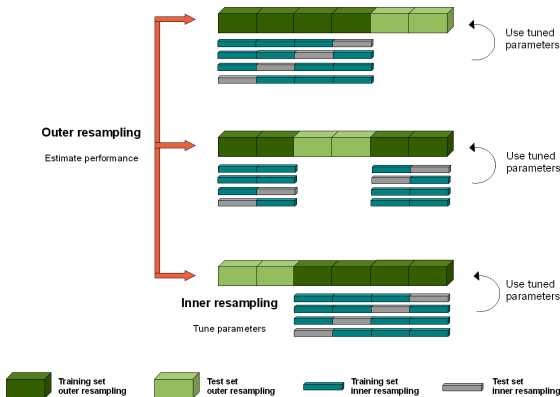 Use tuned
parameters
Outer resampling
Estimate performance
Use tuned
parameters
Inner resampling
Tune parameters
Use tuned
parameters
Training set
outer resampling
Test set
outer resampling
Training set
inner resampling
Test set
inner resampling